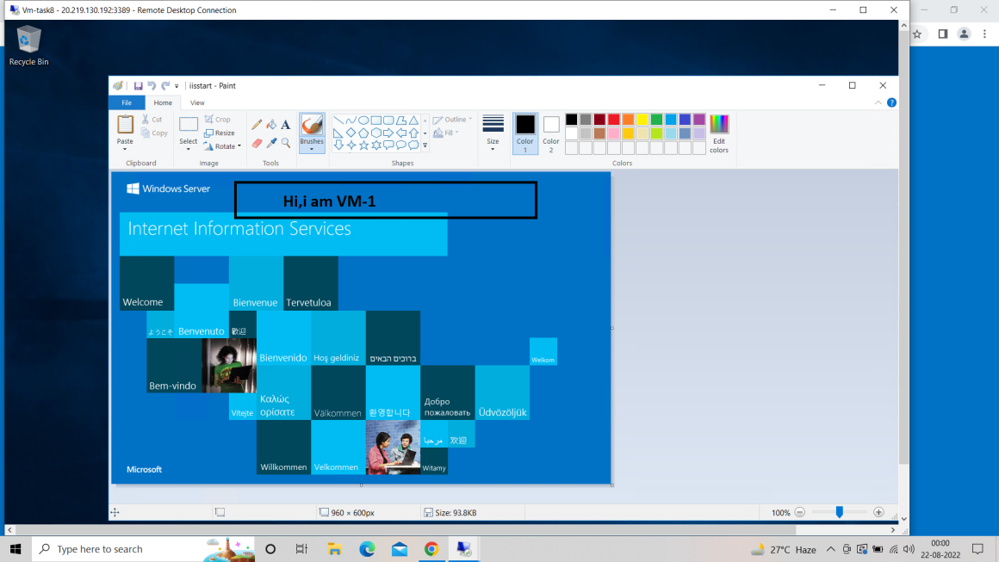 Vm-task8 - 20.219.130.192:3389 - Remote Desktop Connection
Recycle Bin
iisstart - Paint
File Home View
Paste
Cut
Copy
Clipboard
Select
Crop
Resize
Rotate
Image
A
Tools
Brushes
Outline
Fill
Shapes
Size
Color 1
Color 2
Edit colors
Colors
Windows Server
Hi,i am VM-1
Internet Information Services
Welcome
Bienvenue
Tervetuloa
ようこそ
Benvenuto
歡迎
Bienvenido
Hoş geldiniz
ברוכים הבאים
Welkom
Bem-vindo
Vítejte
Καλώς
ορίσατε
Välkommen
환영합니다
Добро
пожаловать
Üdvözöljük
مرحبا
欢迎
Willkommen
Velkommen
Witamy
Microsoft
960 × 600px
Size: 93.8KB
100%
Type here to search
27°C Haze
00:00
22-08-2022